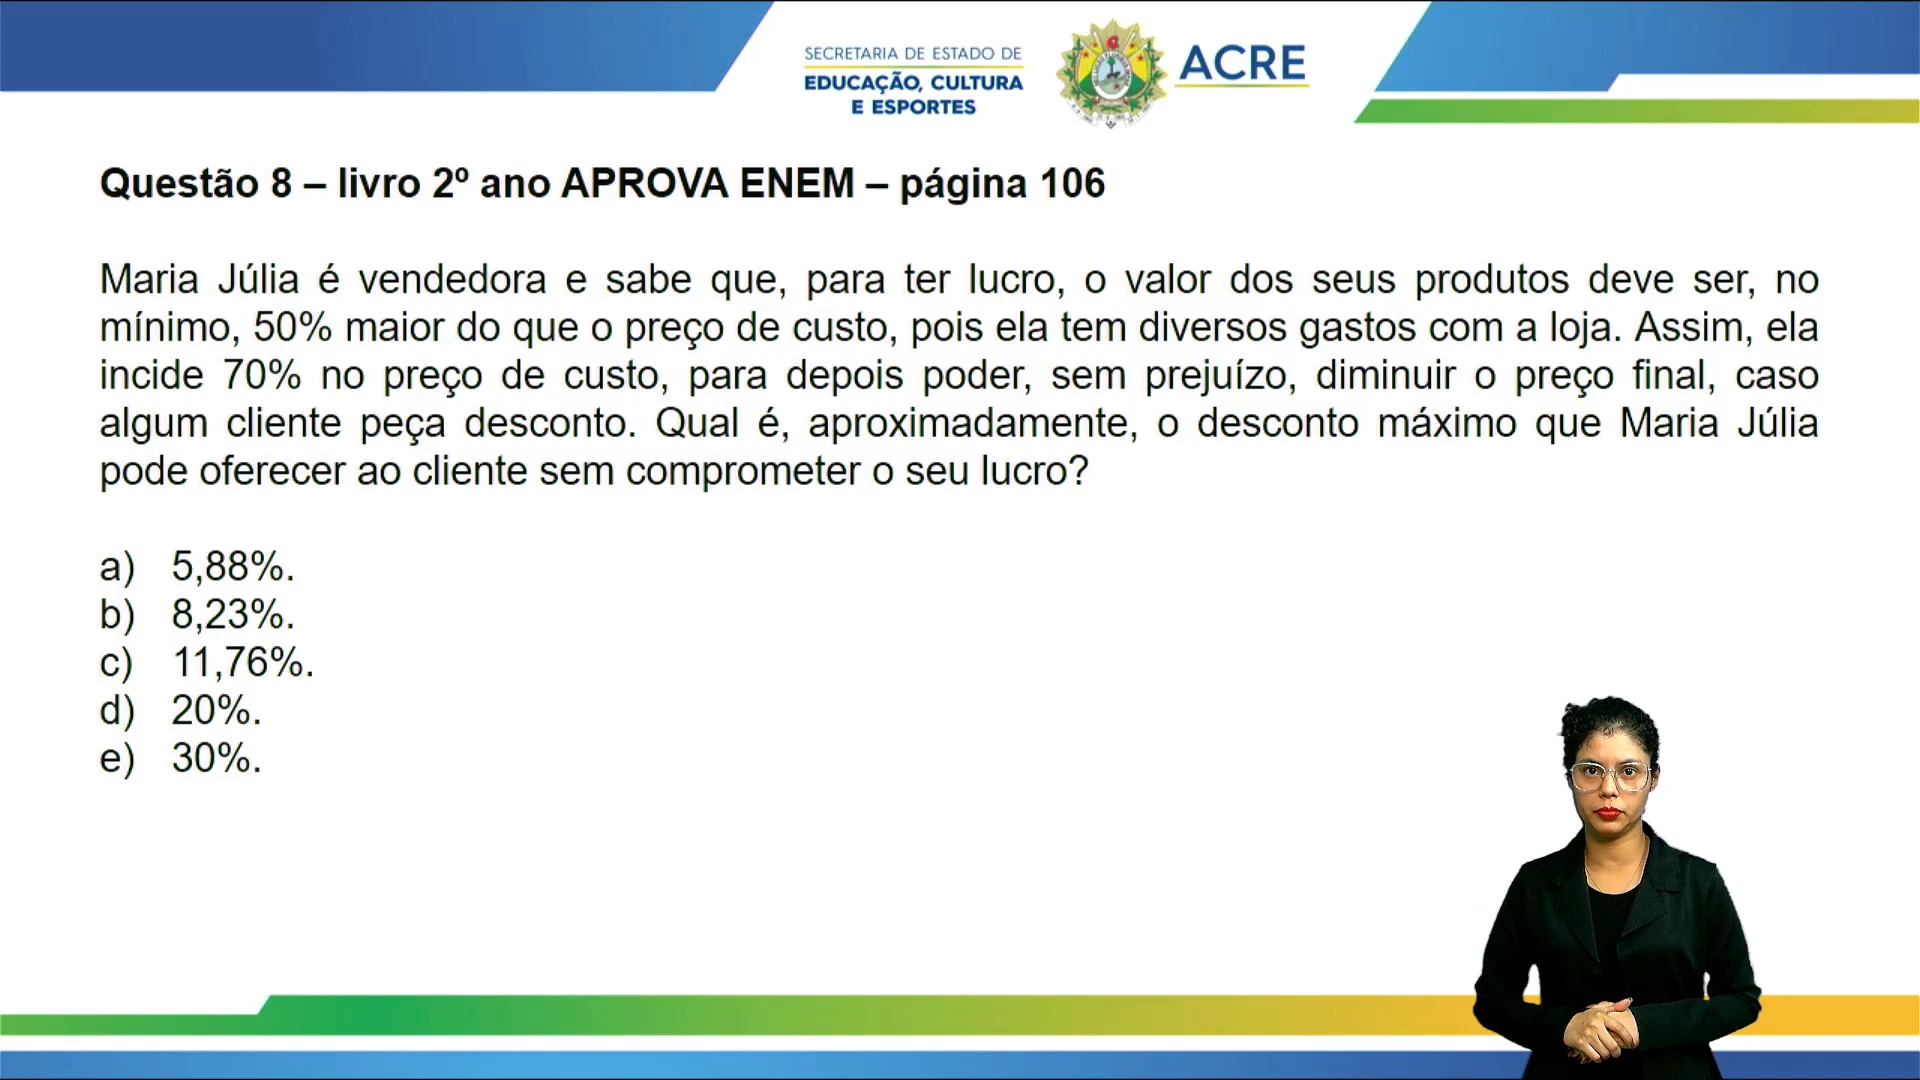 SECRETARIA DE ESTADO DE
EDUCAÇÃO, CULTURA
E ESPORTES
ACRE
Questão 8 – livro 2º ano APROVA ENEM – página 106
Maria Júlia é vendedora e sabe que, para ter lucro, o valor dos seus produtos deve ser, no
mínimo, 50% maior do que o preço de custo, pois ela tem diversos gastos com a loja. Assim, ela
incide 70% no preço de custo, para depois poder, sem prejuízo, diminuir o preço final, caso
algum cliente peça desconto. Qual é, aproximadamente, o desconto máximo que Maria Júlia
pode oferecer ao cliente sem comprometer o seu lucro?
a) 5,88%.
b) 8,23%.
c) 11,76%.
d) 20%.
e) 30%.